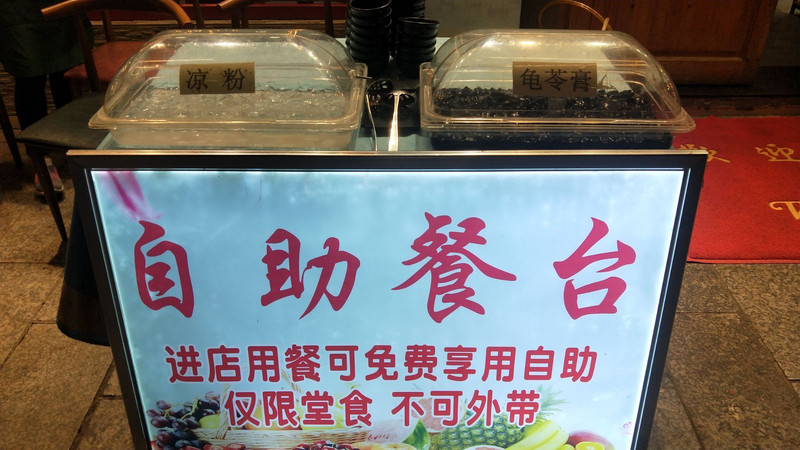 凉粉
龟苓膏
迎
自助餐台
进店用餐可免费享用自助
仅限堂食 不可外带